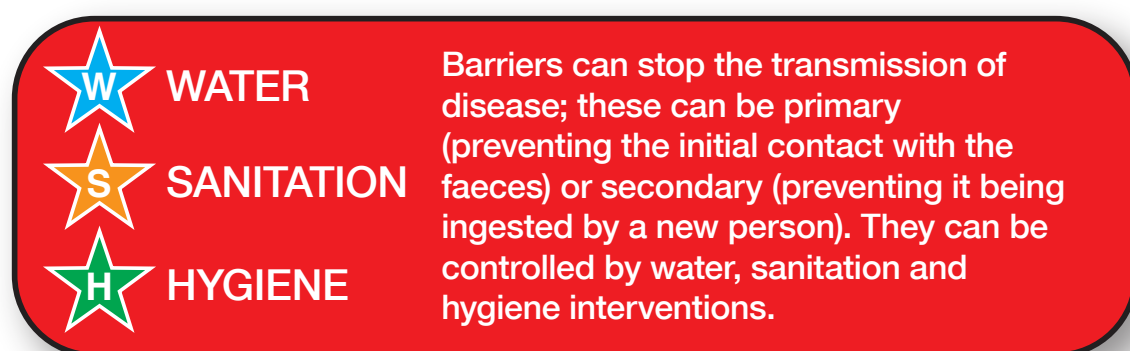 W WATER
S SANITATION
H HYGIENE
Barriers can stop the transmission of
disease; these can be primary
(preventing the initial contact with the
faeces) or secondary (preventing it being
ingested by a new person). They can be
controlled by water, sanitation and
hygiene interventions.